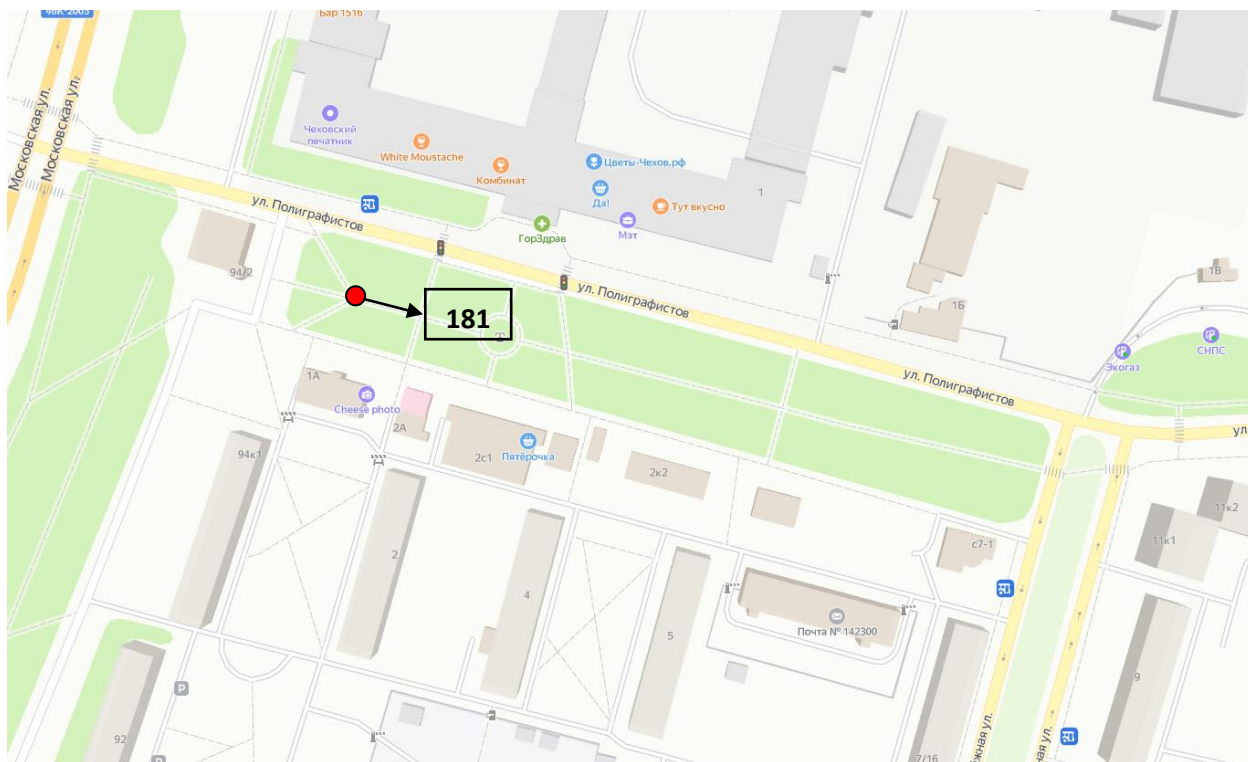 46К-2003
Бар 1516
Московская ул.
Московская ул.
Чеховский
печатник
White Moustache
Комбинат
Цветы-Чехов.рф
Да!
Тут вкусно
Мэт
1
ГорЗдрав
ул. Полиграфистов
94/2
181
ул. Полиграфистов
1В
1Б
СНПС
Экогаз
ул. Полиграфистов
ул
1А
Cheese photo
2А
94к1
2с1
Пятёрочка
2к2
11к2
11к1
с7-1
2
4
5
Почта № 142300
9
P
92
P
7/16
жная ул.
ная ул.